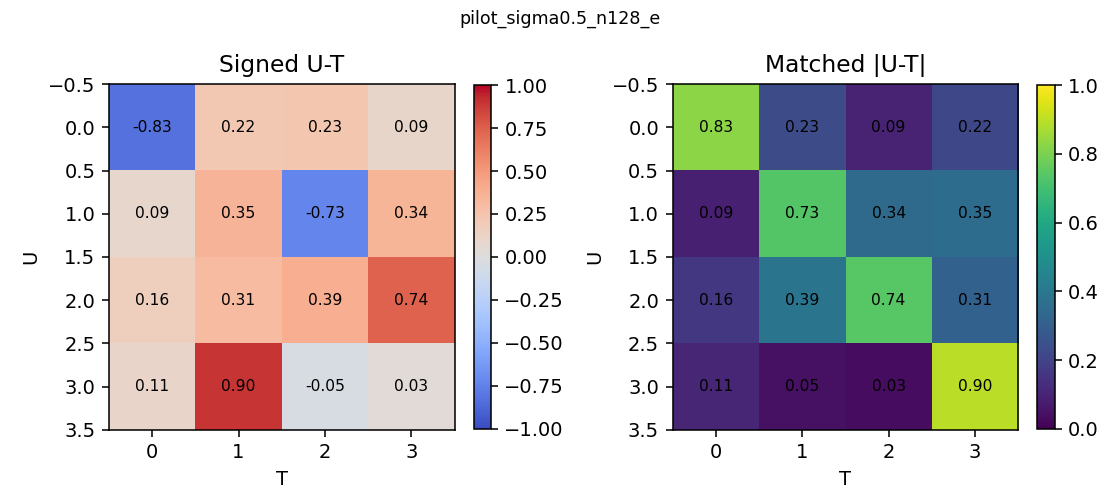 pilot_sigma0.5_n128_e
Signed U-T
−0.5
0.0
0.5
1.0
1.5
2.0
2.5
3.0
3.5
U
-0.83 0.22 0.23 0.09
0.09 0.35 -0.73 0.34
0.16 0.31 0.39 0.74
0.11 0.90 -0.05 0.03
0 1 2 3
T
1.00
0.75
0.50
0.25
0.00
−0.25
−0.50
−0.75
−1.00
Matched |U-T|
−0.5
0.0
0.5
1.0
1.5
2.0
2.5
3.0
3.5
U
0.83 0.23 0.09 0.22
0.09 0.73 0.34 0.35
0.16 0.39 0.74 0.31
0.11 0.05 0.03 0.90
0 1 2 3
T
1.0
0.8
0.6
0.4
0.2
0.0